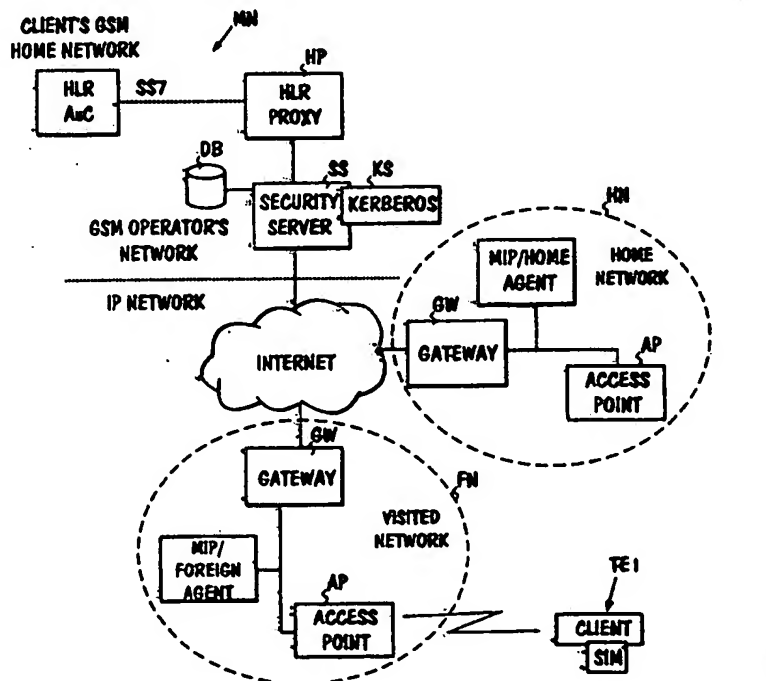 CLIENT'S GSM
HOME NETWORK
MN
HLR
AuC
SS7
HP
HLR
PROXY
DB
SS
KS
SECURITY
SERVER
KERBEROS
GSM OPERATOR'S
NETWORK
IP NETWORK
HN
MIP/HOME
AGENT
HOME
NETWORK
GW
GATEWAY
AP
ACCESS
POINT
INTERNET
GW
GATEWAY
FN
VISITED
NETWORK
MIP/
FOREIGN
AGENT
AP
ACCESS
POINT
TE1
CLIENT
SIM